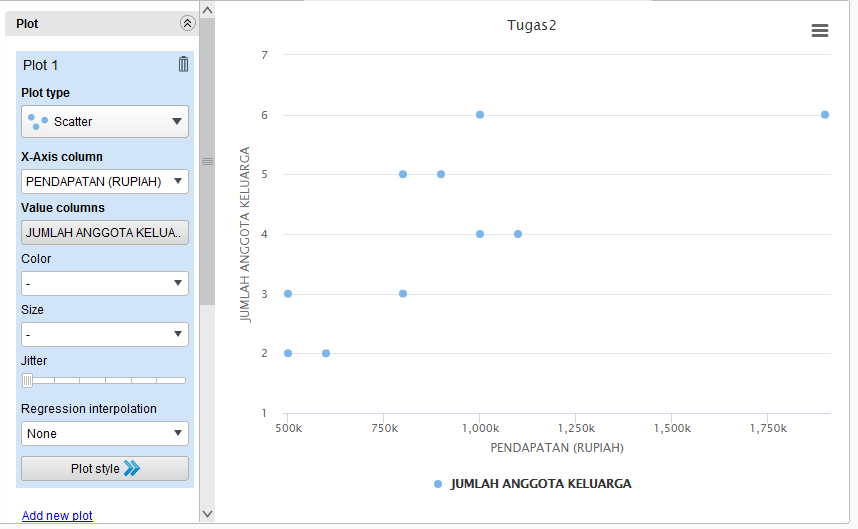 Plot
Plot 1
Plot type
Scatter
X-Axis column
PENDAPATAN (RUPIAH)
Value columns
JUMLAH ANGGOTA KELUA..
Color
-
Size
-
Jitter
Regression interpolation
None
Plot style
Add new plot
Tugas2
JUMLAH ANGGOTA KELUARGA
7
6
5
4
3
2
1
500k 750k 1,000k 1,250k 1,500k 1,750k
PENDAPATAN (RUPIAH)
JUMLAH ANGGOTA KELUARGA